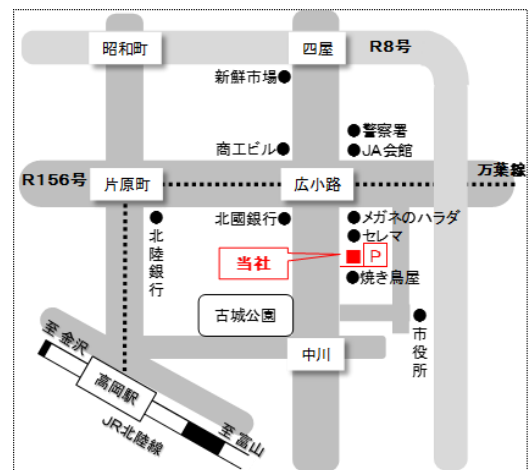 昭和町
四屋
R8号
新鮮市場
商工ビル
警察署
JA会館
万葉線
R156号
片原町
広小路
北國銀行
メガネのハラダ
セレマ
北陸銀行
当社
P
焼き鳥屋
古城公園
市役所
中川
至 金沢
高岡駅
JR北陸線
至 富山